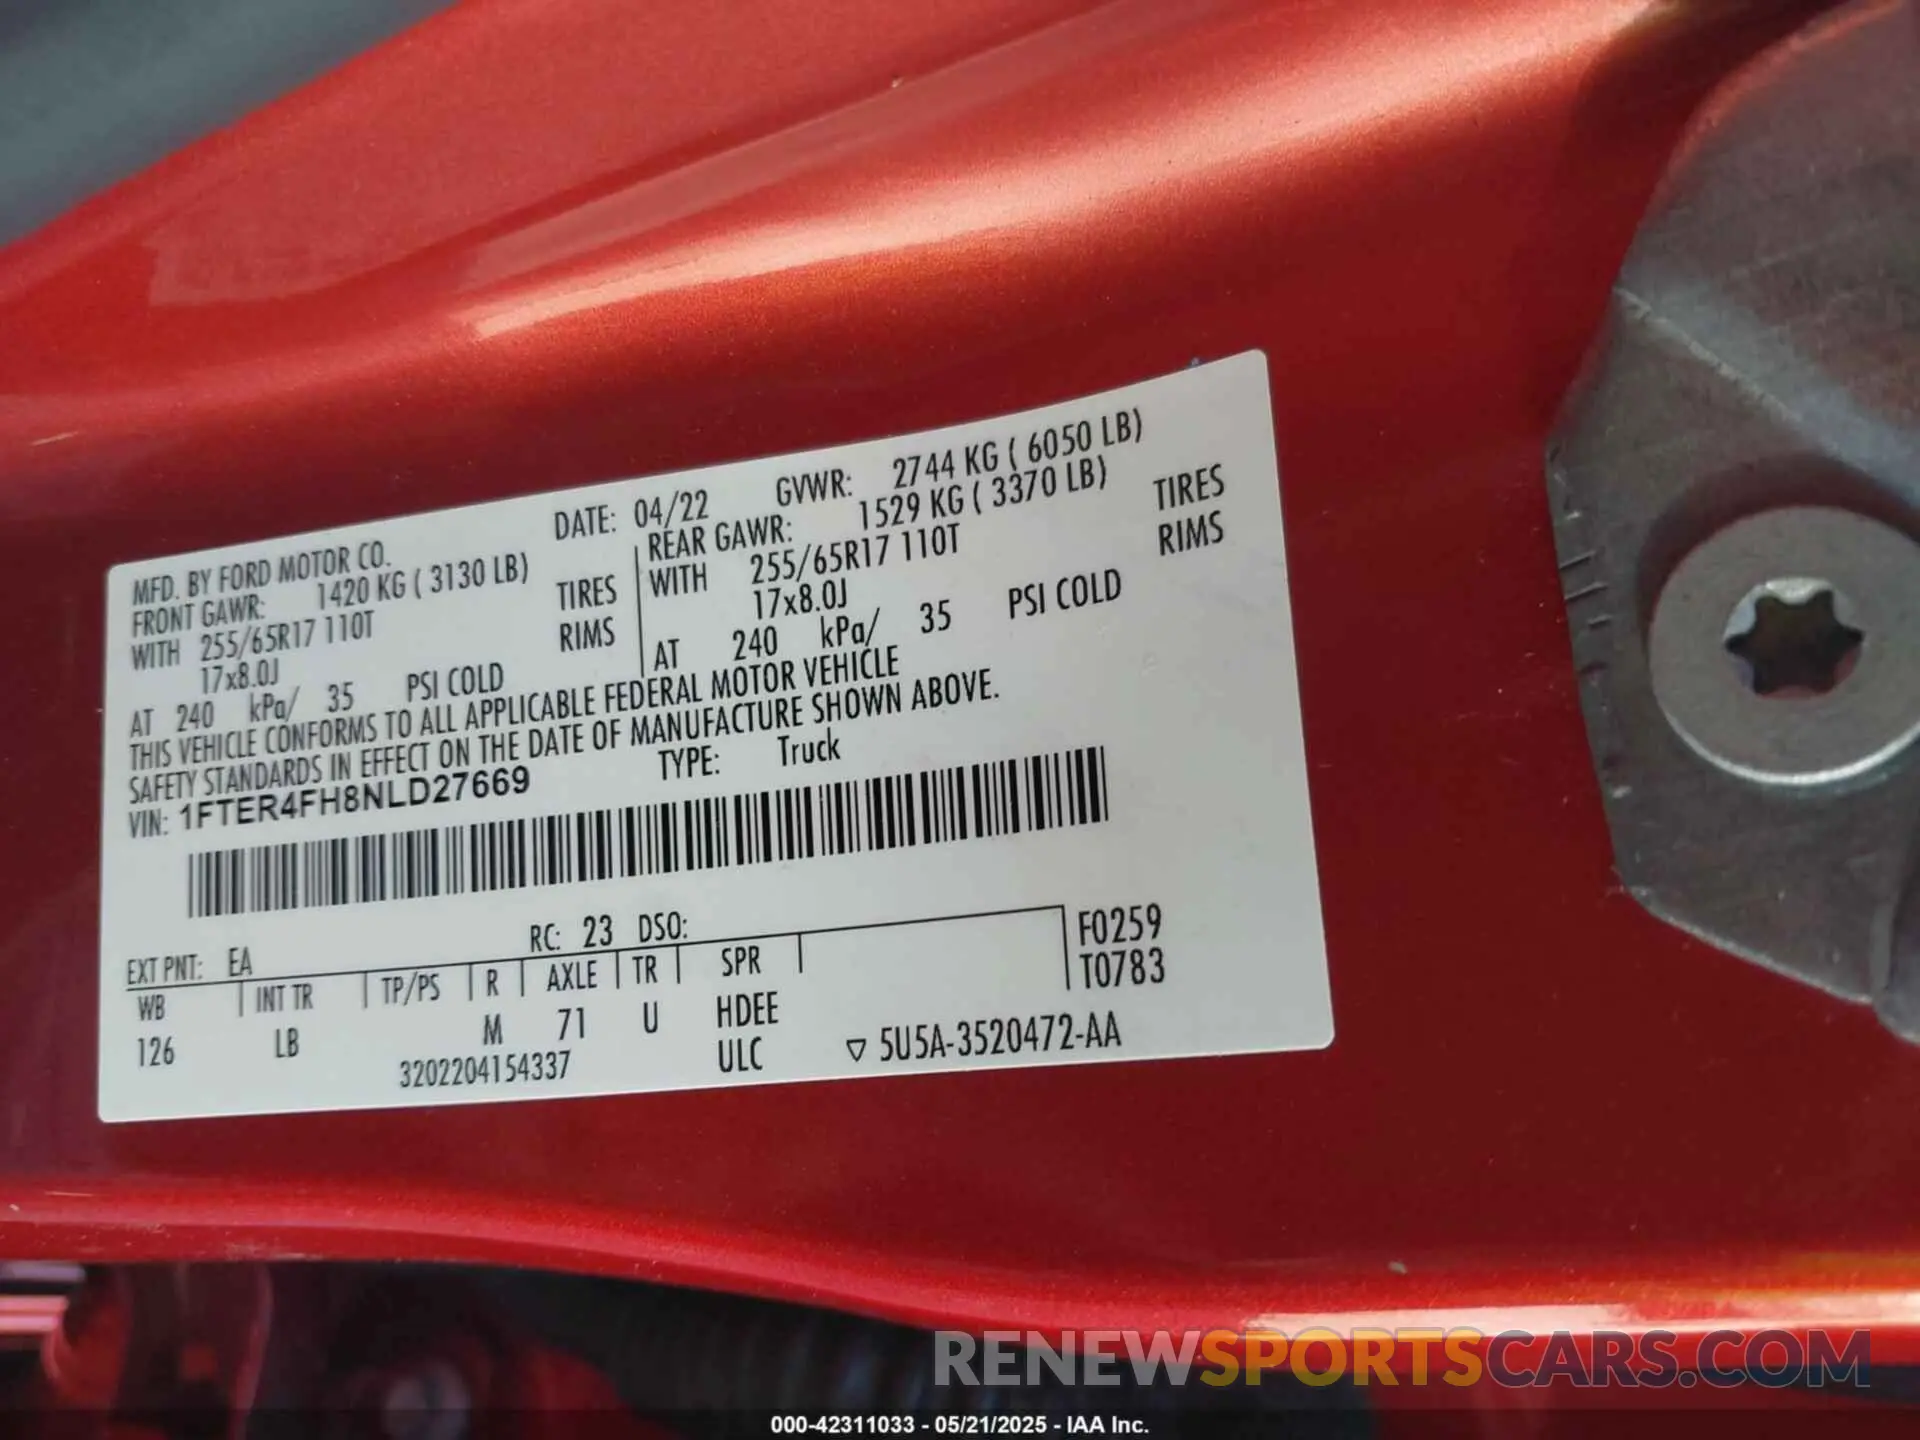 MFD. BY FORD MOTOR CO. DATE: 04/22 GVWR: 2744 KG ( 6050 LB)
FRONT GAWR: 1420 KG ( 3130 LB) REAR GAWR: 1529 KG ( 3370 LB)
WITH 255/65R17 110T TIRES WITH 255/65R17 110T TIRES
17x8.0J RIMS 17x8.0J RIMS
AT 240 kPa/ 35 PSI COLD AT 240 kPa/ 35 PSI COLD
THIS VEHICLE CONFORMS TO ALL APPLICABLE FEDERAL MOTOR VEHICLE
SAFETY STANDARDS IN EFFECT ON THE DATE OF MANUFACTURE SHOWN ABOVE.
VIN: 1FTER4FH8NLD27669 TYPE: Truck
EXT PNT: EA RC: 23 DSO: F0259
WB INT TR TP/PS R AXLE TR SPR T0783
126 LB M 71 U HDEE
3202204154337 ULC ▽ 5U5A-3520472-AA
RENEWSPORTSCARS.COM
000-42311033 - 05/21/2025 - IAA Inc.